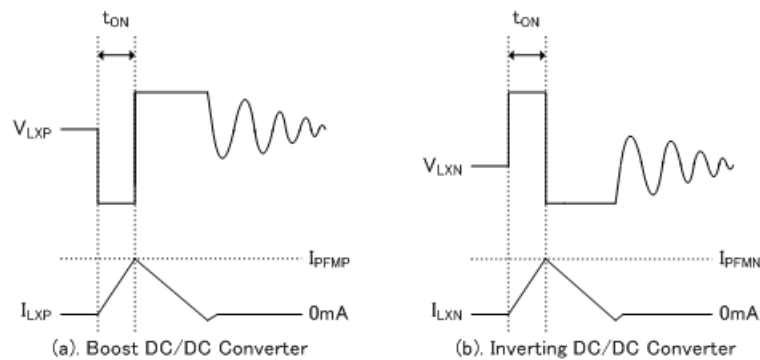 tON
VLXP
IPFMP
ILXP
0mA
(a). Boost DC/DC Converter
tON
VLXN
IPFMN
ILXN
0mA
(b). Inverting DC/DC Converter